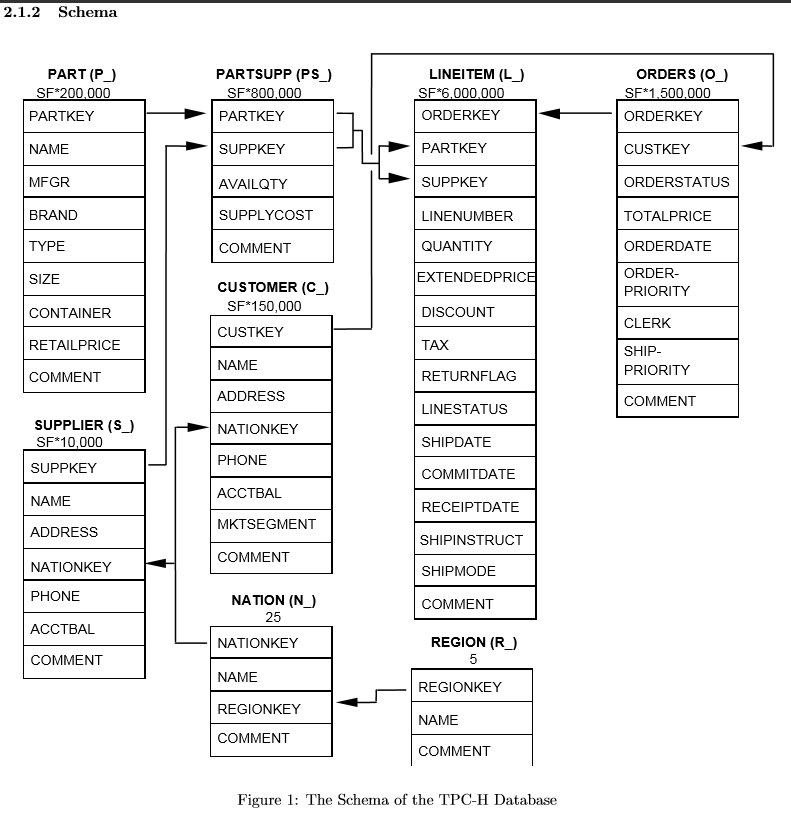 2.1.2 Schema
PART (P_)
SF*200,000
PARTKEY
NAME
MFGR
BRAND
TYPE
SIZE
CONTAINER
RETAILPRICE
COMMENT
SUPPLIER (S_)
SF*10,000
SUPPKEY
NAME
ADDRESS
NATIONKEY
PHONE
ACCTBAL
COMMENT
PARTSUPP (PS_)
SF*800,000
PARTKEY
SUPPKEY
AVAILQTY
SUPPLYCOST
COMMENT
CUSTOMER (C_)
SF*150,000
CUSTKEY
NAME
ADDRESS
NATIONKEY
PHONE
ACCTBAL
MKTSEGMENT
COMMENT
NATION (N_)
25
NATIONKEY
NAME
REGIONKEY
COMMENT
LINEITEM (L_)
SF*6,000,000
ORDERKEY
PARTKEY
SUPPKEY
LINENUMBER
QUANTITY
EXTENDEDPRICE
DISCOUNT
TAX
RETURNFLAG
LINESTATUS
SHIPDATE
COMMITDATE
RECEIPTDATE
SHIPINSTRUCT
SHIPMODE
COMMENT
REGION (R_)
5
REGIONKEY
NAME
COMMENT
ORDERS (O_)
SF*1,500,000
ORDERKEY
CUSTKEY
ORDERSTATUS
TOTALPRICE
ORDERDATE
ORDER-
PRIORITY
CLERK
SHIP-
PRIORITY
COMMENT
Figure 1: The Schema of the TPC-H Database